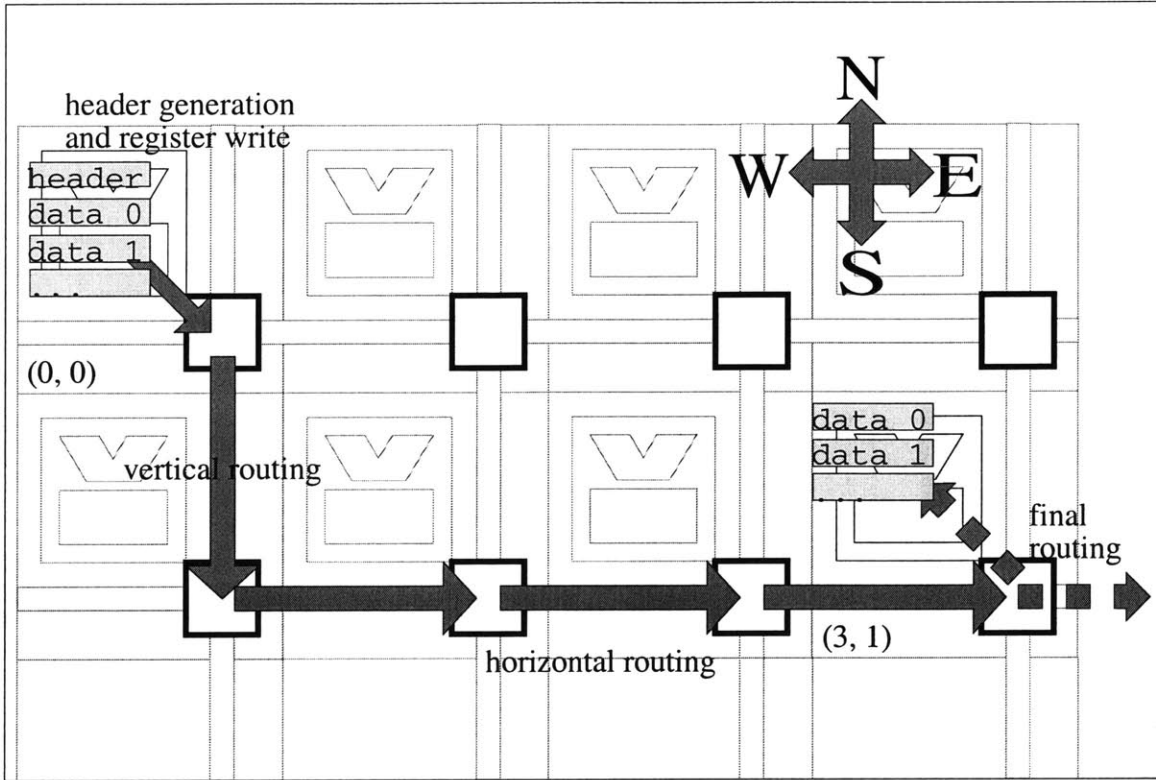 N
header generation
and register write
W
E
header
data 0
data 1
...
S
(0, 0)
data 0
data 1
...
vertical routing
final
routing
(3, 1)
horizontal routing